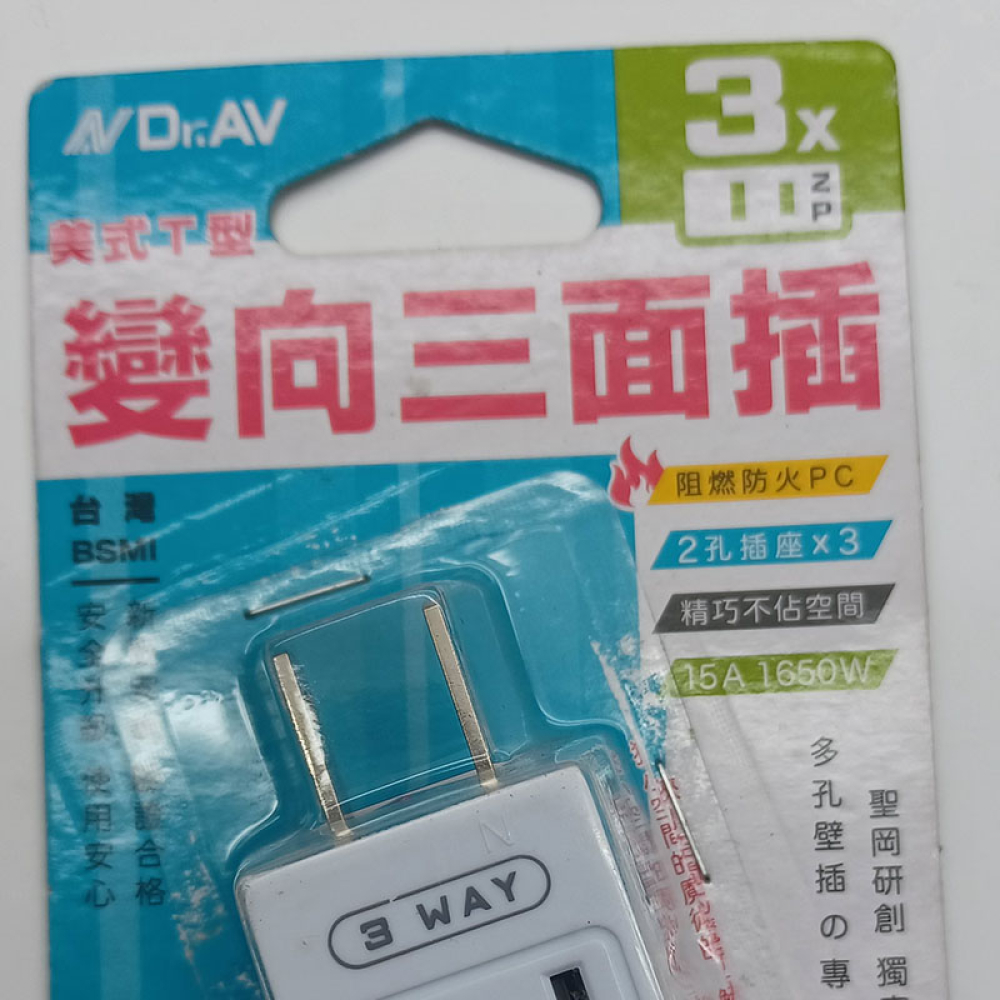 Dr.AV
3x
2P
美式T型
變向三面插
阻燃防火PC
2孔插座x3
精巧不佔空間
15A 1650W
台灣
BSMI
使用安心
合格
多孔壁插の專
聖岡研創 獨
N
3 WAY